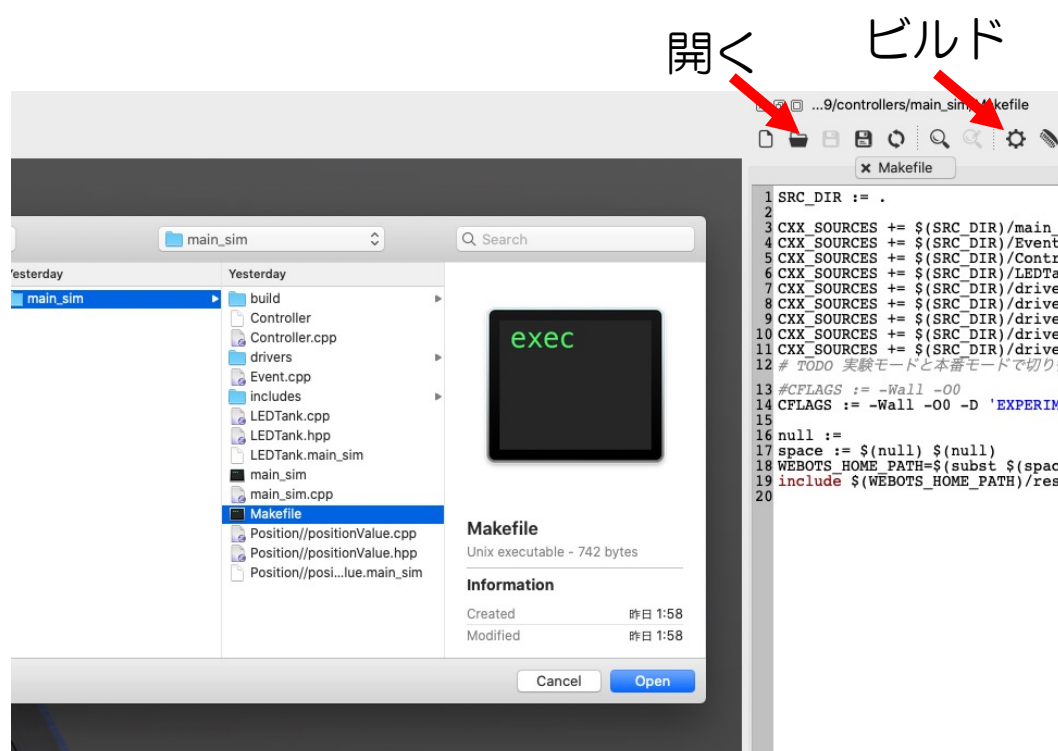 開く
ビルド
...9/controllers/main_sim/Makefile
Makefile
main_sim
Search
Yesterday
Yesterday
main_sim
build
Controller
Controller.cpp
drivers
Event.cpp
includes
LEDTank.cpp
LEDTank.hpp
LEDTank.main_sim
main_sim
main_sim.cpp
Makefile
Position//positionValue.cpp
Position//positionValue.hpp
Position//posi...lue.main_sim
exec
Makefile
Unix executable - 742 bytes
Information
Created 昨日 1:58
Modified 昨日 1:58
Cancel
Open
1 SRC_DIR := .
2
3 CXX_SOURCES += $(SRC_DIR)/main_
4 CXX_SOURCES += $(SRC_DIR)/Event
5 CXX_SOURCES += $(SRC_DIR)/Contr
6 CXX_SOURCES += $(SRC_DIR)/LEDTa
7 CXX_SOURCES += $(SRC_DIR)/drive
8 CXX_SOURCES += $(SRC_DIR)/drive
9 CXX_SOURCES += $(SRC_DIR)/drive
10 CXX_SOURCES += $(SRC_DIR)/drive
11 CXX_SOURCES += $(SRC_DIR)/drive
12 # TODO 実験モードと本番モードで切り
13 #CFLAGS := -Wall -O0
14 CFLAGS := -Wall -O0 -D 'EXPERIM
15
16 null :=
17 space := $(null) $(null)
18 WEBOTS_HOME_PATH=$(subst $(spac
19 include $(WEBOTS_HOME_PATH)/res
20